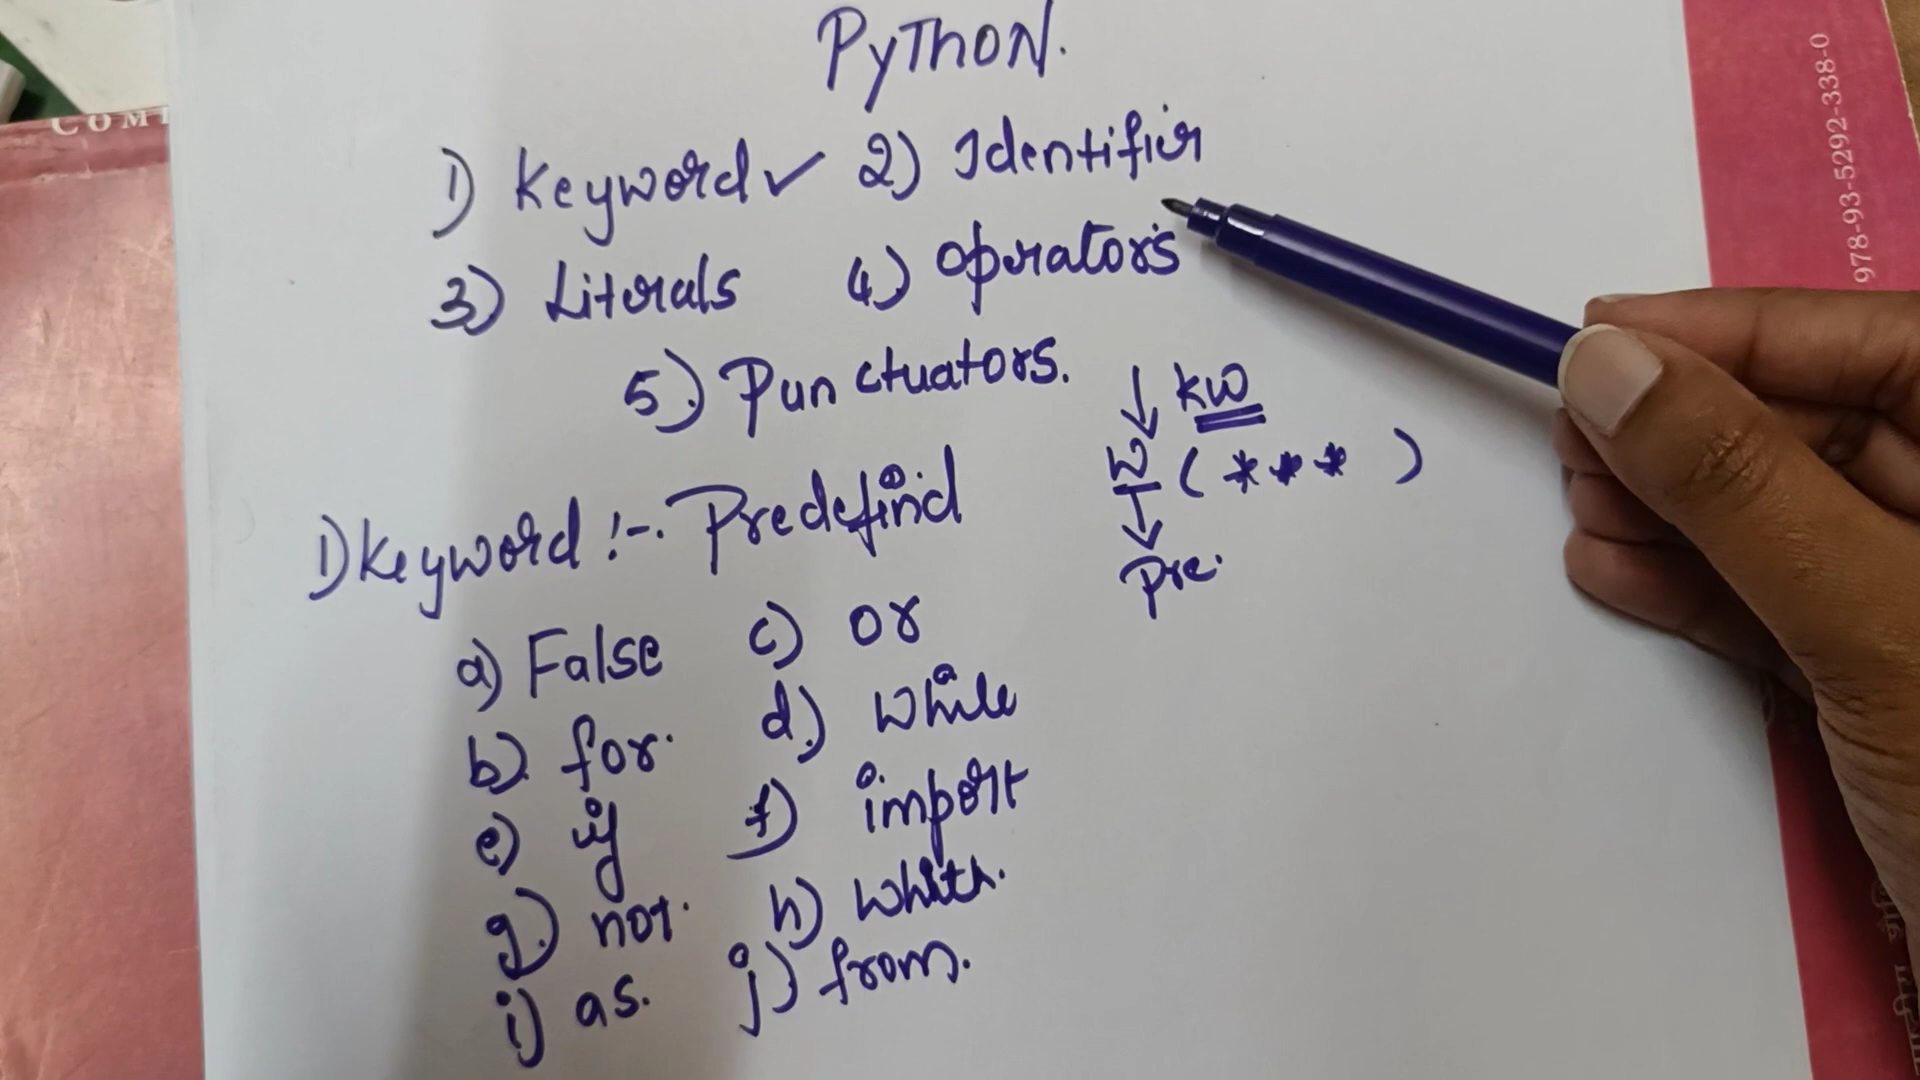 PyThON.
COM
1) Keyword ✓ 2) Identifier
3) Literals 4) operators
5.) Punctuators.
↓ KW
W ( *** )
↓
Pre.
1) Keyword :-. Predefind
a) False c) or
b). for. d.) while
e) if f) import
g.) not. h) whith.
i) as. j) from.
978-93-5292-338-0